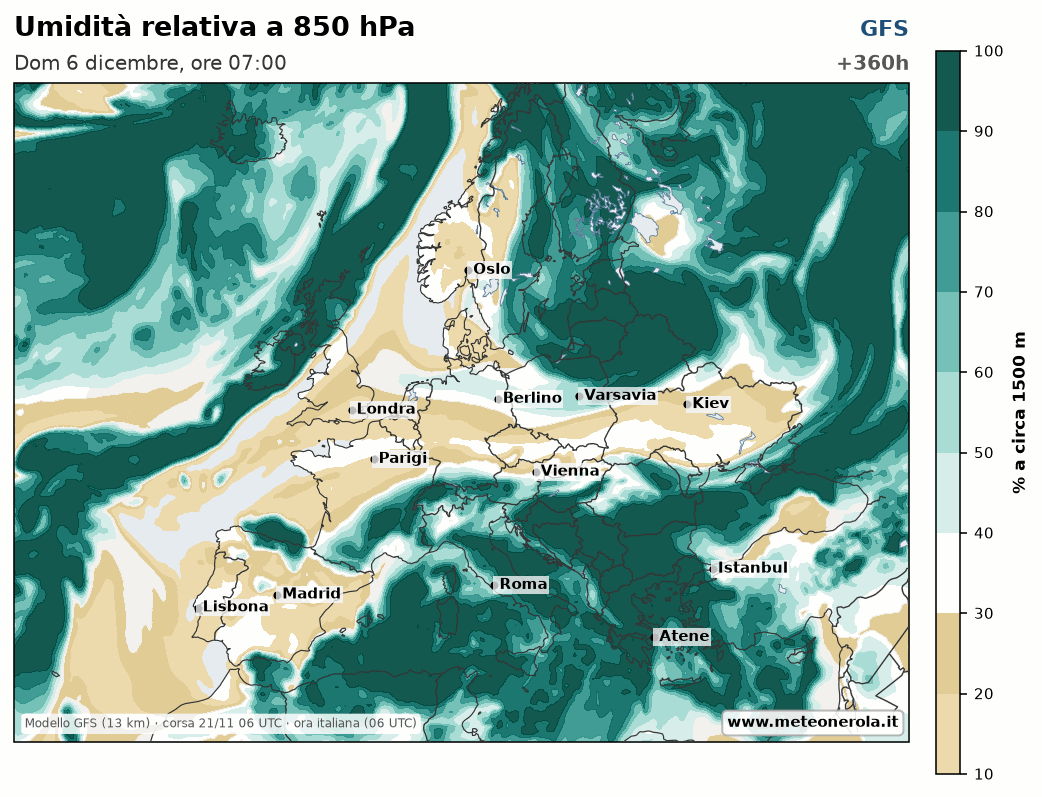 Umidità relativa a 850 hPa
GFS
Dom 6 dicembre, ore 07:00
+360h
100
90
80
70
60
50
40
30
20
10
% a circa 1500 m
Oslo
Berlino
Varsavia
Kiev
Londra
Parigi
Vienna
Istanbul
Roma
Madrid
Lisbona
Atene
Modello GFS (13 km) · corsa 21/11 06 UTC · ora italiana (06 UTC)
www.meteonerola.it